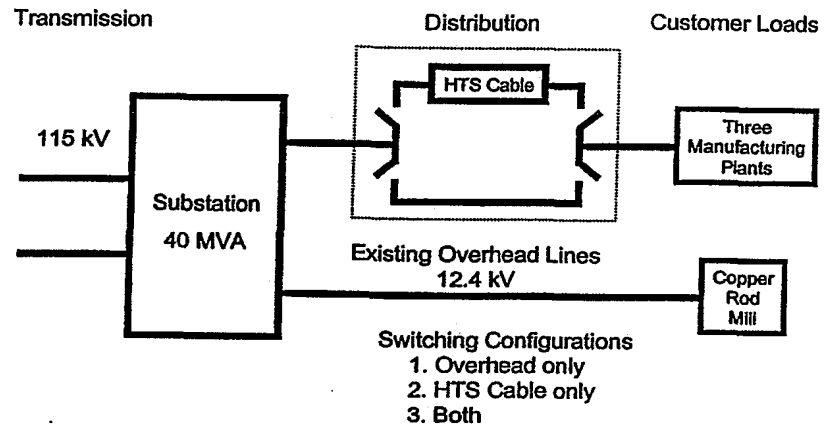 Transmission
Distribution
Customer Loads
HTS Cable
115 kV
Three
Manufacturing
Plants
Substation
40 MVA
Existing Overhead Lines
12.4 kV
Copper
Rod
Mill
Switching Configurations
1. Overhead only
2. HTS Cable only
3. Both